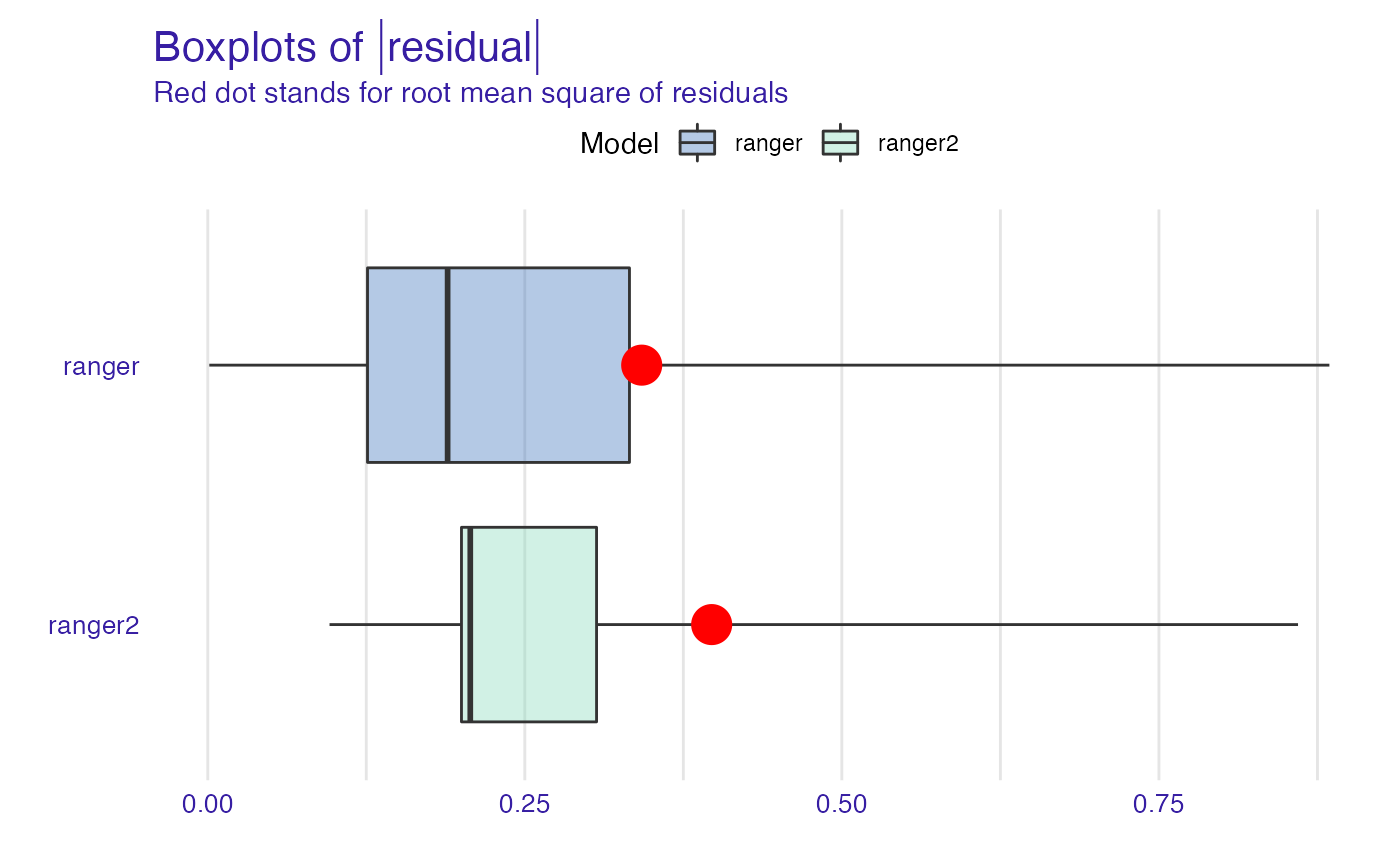 Boxplots of |residual|
Red dot stands for root mean square of residuals
Model ranger ranger2
ranger
ranger2
0.00 0.25 0.50 0.75